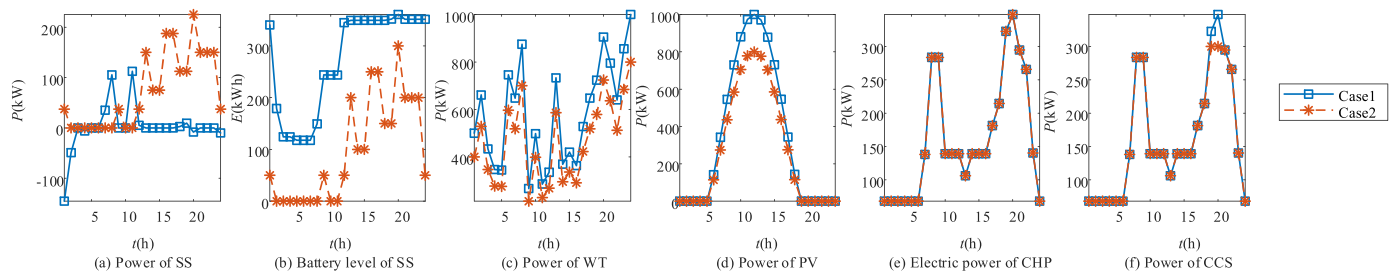 P(kW)
200
100
0
-100
5 10 15 20
t(h)
(a) Power of SS
E(kWh)
300
200
100
0
5 10 15 20
t(h)
(b) Battery level of SS
P(kW)
1000
800
600
400
5 10 15 20
t(h)
(c) Power of WT
P(kW)
1000
800
600
400
200
0
5 10 15 20
t(h)
(d) Power of PV
P(kW)
300
250
200
150
100
10 20
t(h)
(e) Electric power of CHP
P(kW)
300
250
200
150
100
10 20
t(h)
(f) Power of CCS
Case1
Case2